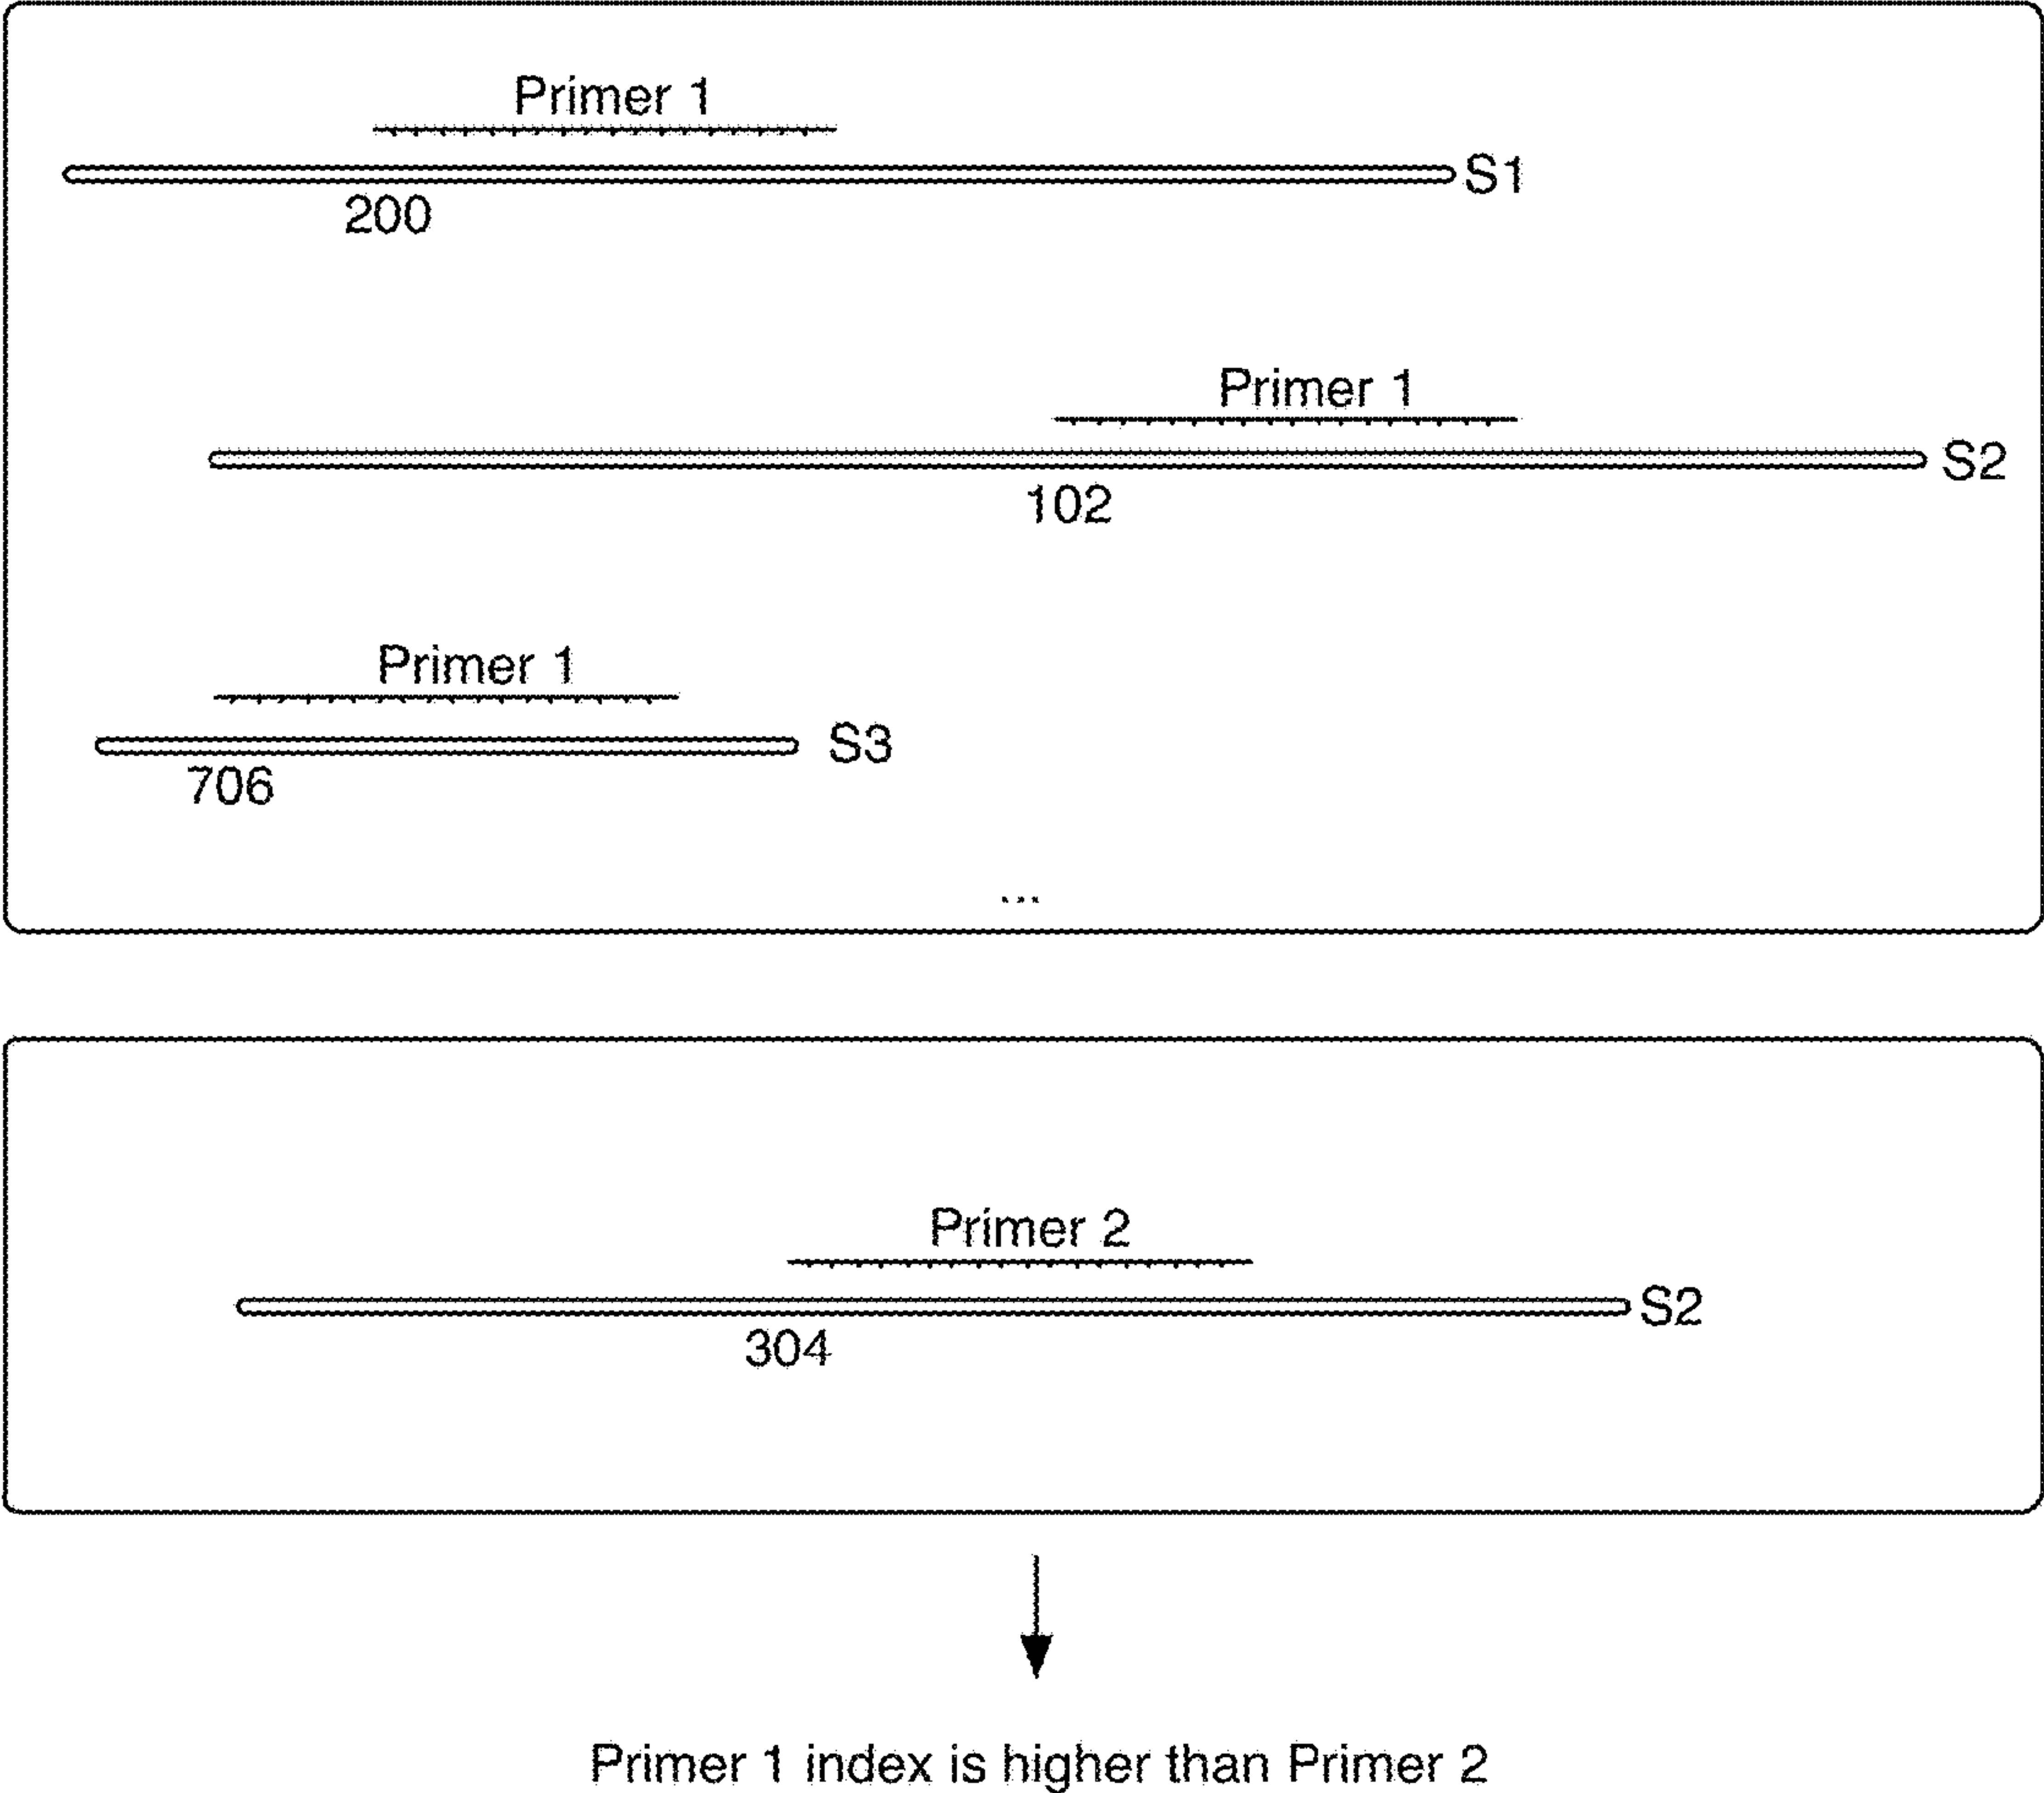 Primer 1
S1
200
Primer 1
S2
102
Primer 1
S3
706
...
Primer 2
S2
304
Primer 1 index is higher than Primer 2